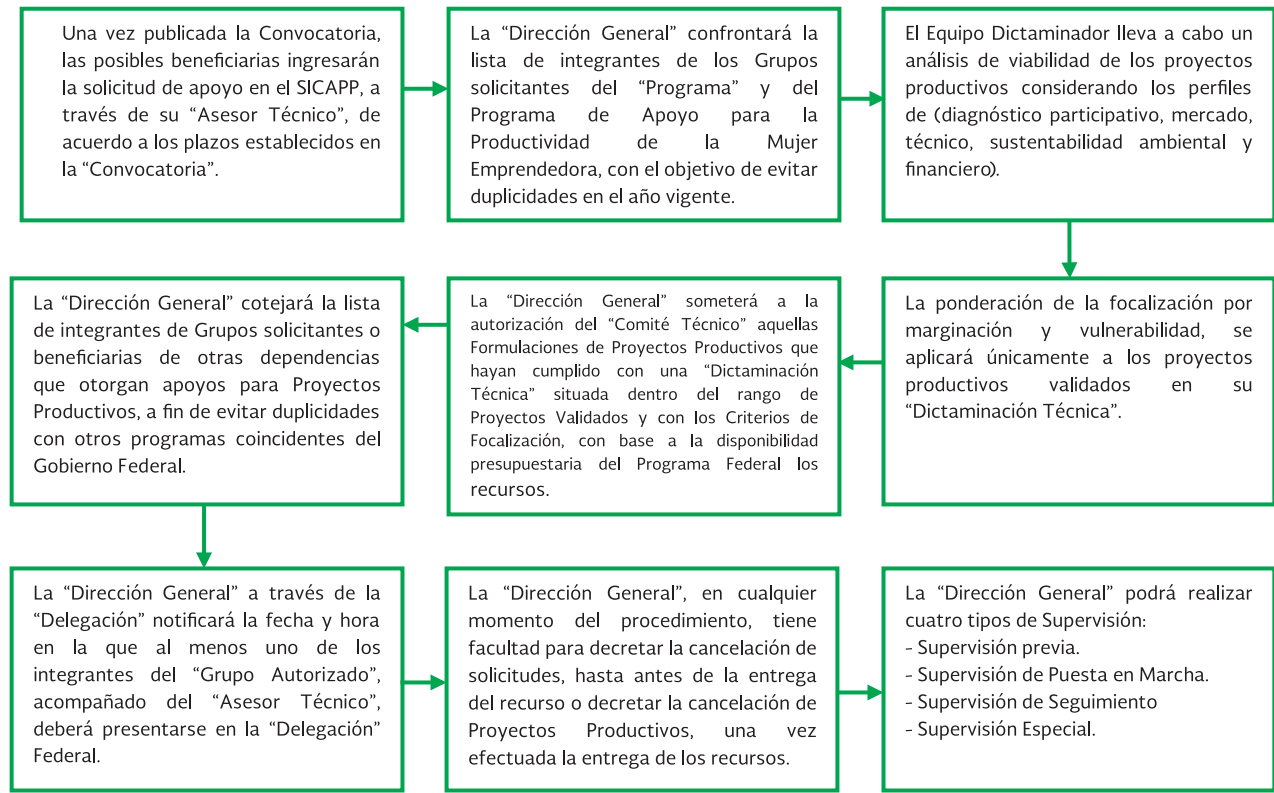 Una vez publicada la Convocatoria,
las posibles beneficiarias ingresarán
la solicitud de apoyo en el SICAPP, a
través de su “Asesor Técnico”, de
acuerdo a los plazos establecidos en
la “Convocatoria”.
La “Dirección General” confrontará la
lista de integrantes de los Grupos
solicitantes del “Programa” y del
Programa de Apoyo para la
Productividad de la Mujer
Emprendedora, con el objetivo de evitar
duplicidades en el año vigente.
El Equipo Dictaminador lleva a cabo un
análisis de viabilidad de los proyectos
productivos considerando los perfiles
de (diagnóstico participativo, mercado,
técnico, sustentabilidad ambiental y
financiero).
La ponderación de la focalización por
marginación y vulnerabilidad, se
aplicará únicamente a los proyectos
productivos validados en su
“Dictaminación Técnica”.
La “Dirección General” someterá a la
autorización del “Comité Técnico” aquellas
Formulaciones de Proyectos Productivos que
hayan cumplido con una “Dictaminación
Técnica” situada dentro del rango de
Proyectos Validados y con los Criterios de
Focalización, con base a la disponibilidad
presupuestaria del Programa Federal los
recursos.
La “Dirección General” cotejará la lista
de integrantes de Grupos solicitantes o
beneficiarias de otras dependencias
que otorgan apoyos para Proyectos
Productivos, a fin de evitar duplicidades
con otros programas coincidentes del
Gobierno Federal.
La “Dirección General” a través de la
“Delegación” notificará la fecha y hora
en la que al menos uno de los
integrantes del “Grupo Autorizado”,
acompañado del “Asesor Técnico”,
deberá presentarse en la “Delegación”
Federal.
La “Dirección General”, en cualquier
momento del procedimiento, tiene
facultad para decretar la cancelación de
solicitudes, hasta antes de la entrega
del recurso o decretar la cancelación de
Proyectos Productivos, una vez
efectuada la entrega de los recursos.
La “Dirección General” podrá realizar
cuatro tipos de Supervisión:
- Supervisión previa.
- Supervisión de Puesta en Marcha.
- Supervisión de Seguimiento
- Supervisión Especial.